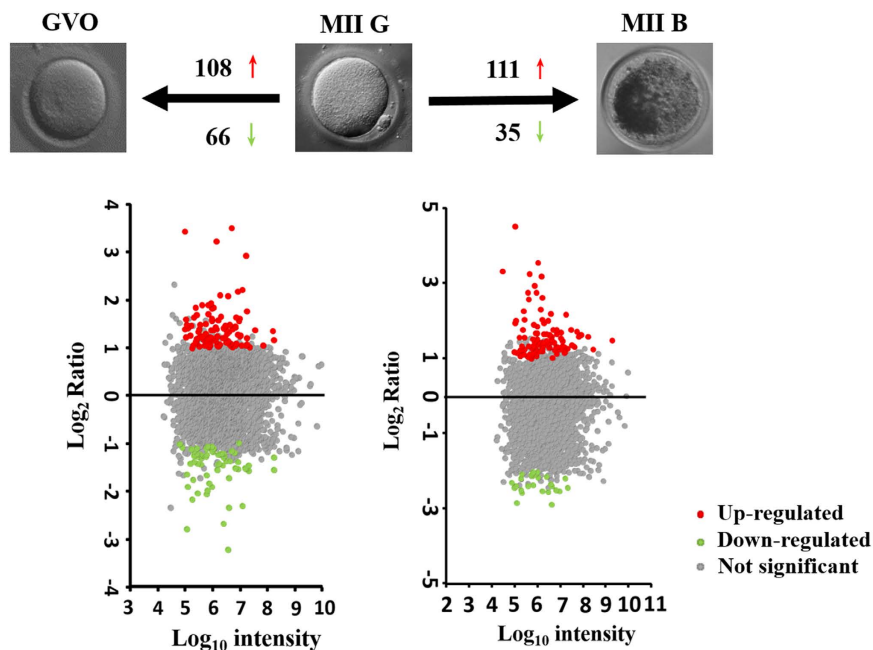 GVO
MII G
MII B
108 ↑
111 ↑
66 ↓
35 ↓
4
3
2
1
0
-1
-2
-3
-4
Log2 Ratio
3 4 5 6 7 8 9 10
Log10 intensity
5
3
1
0
-1
-3
-5
Log2 Ratio
2 3 4 5 6 7 8 9 10 11
Log10 intensity
Up-regulated
Down-regulated
Not significant